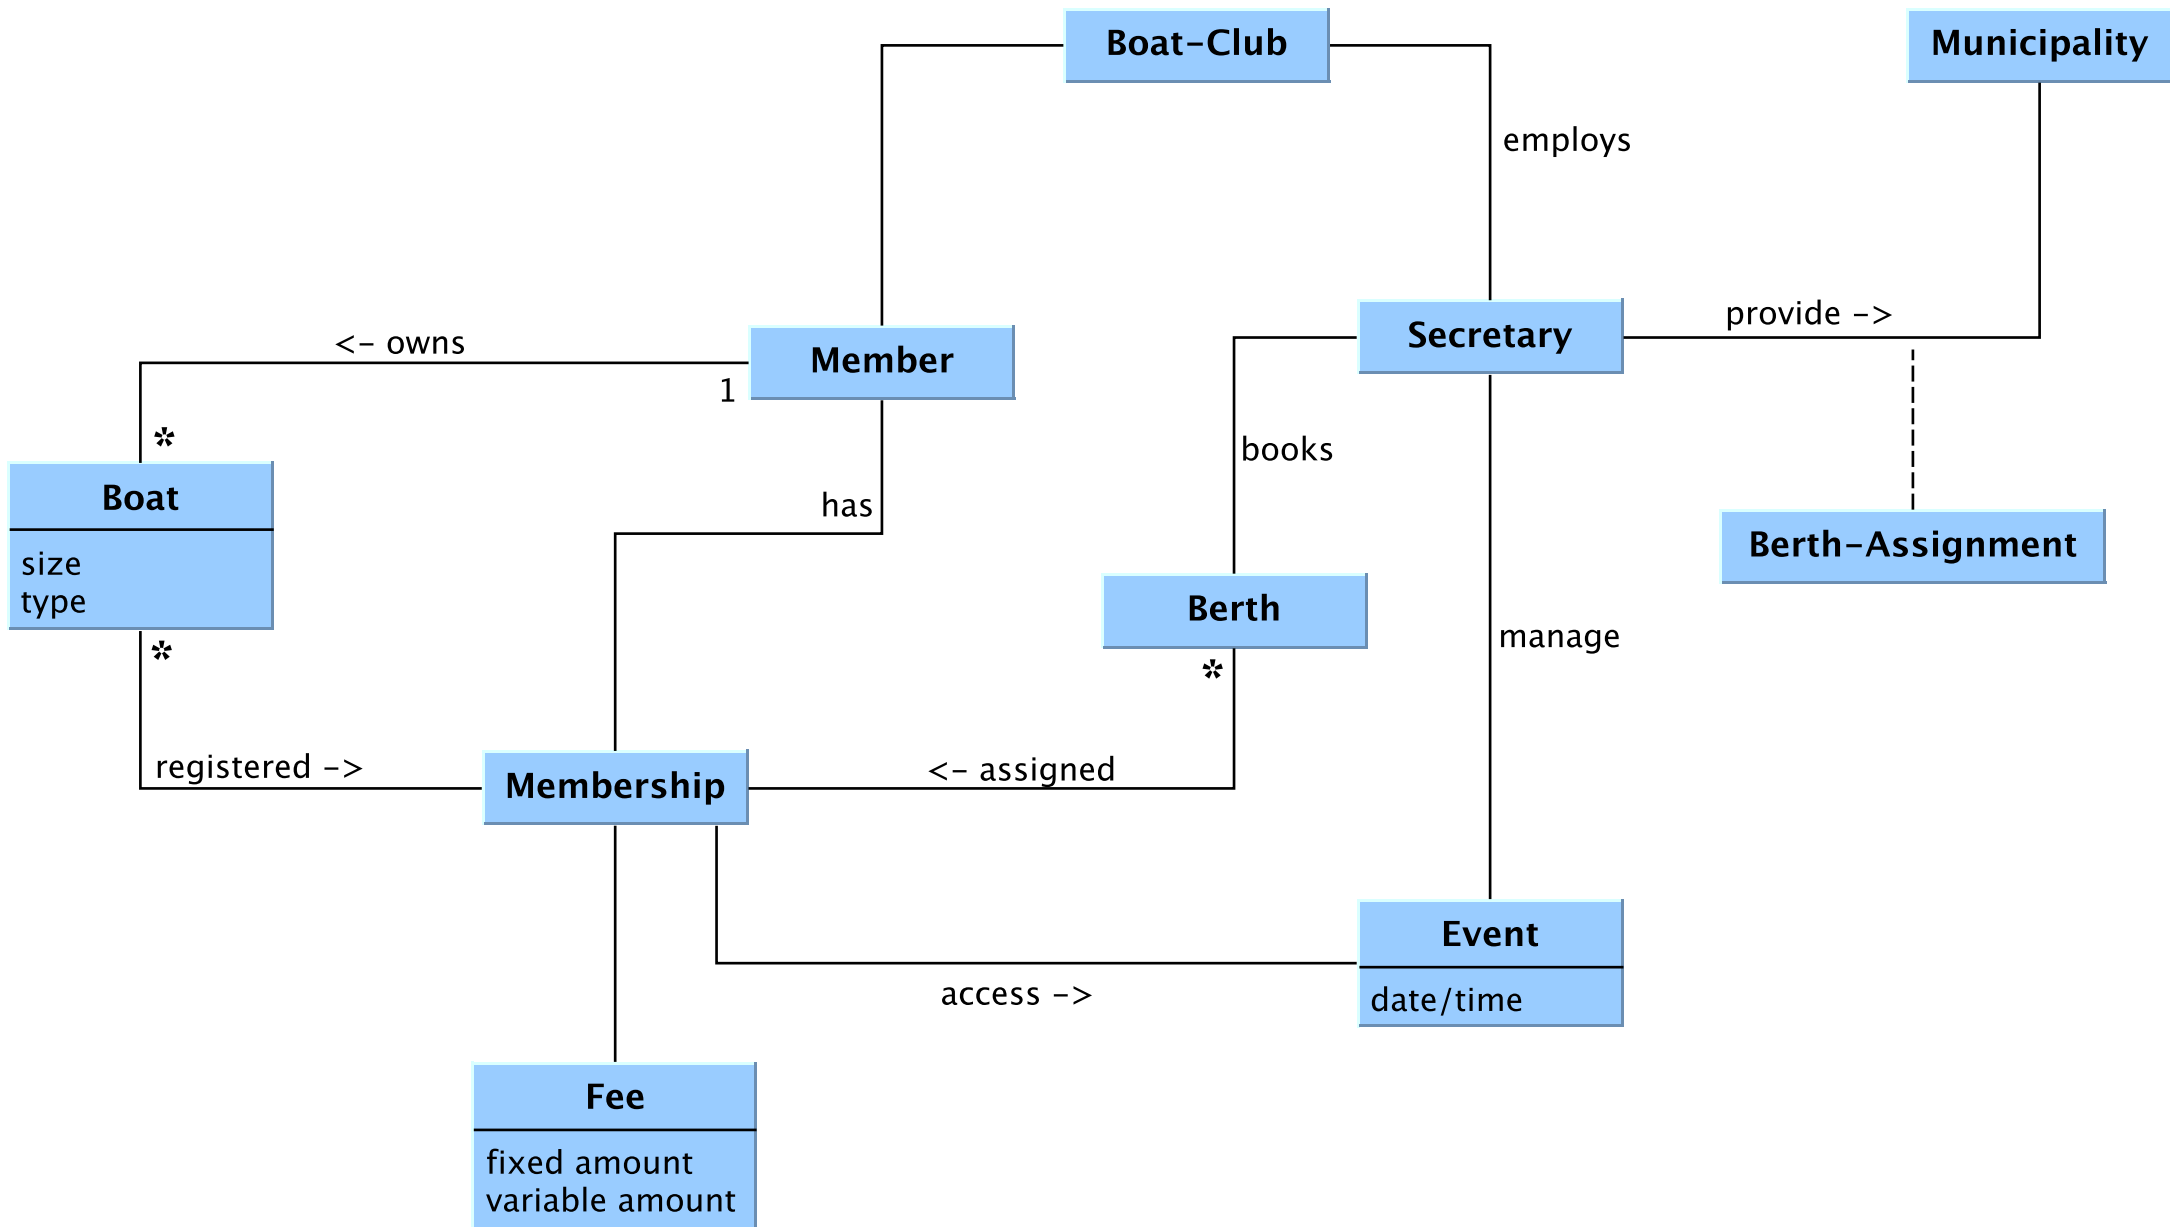 Boat-Club
Municipality
employs
provide ->
Secretary
<- owns
Member
1
*
books
Boat
has
size
type
Berth-Assignment
Berth
*
manage
*
registered ->
<- assigned
Membership
Event
access ->
date/time
Fee
fixed amount
variable amount